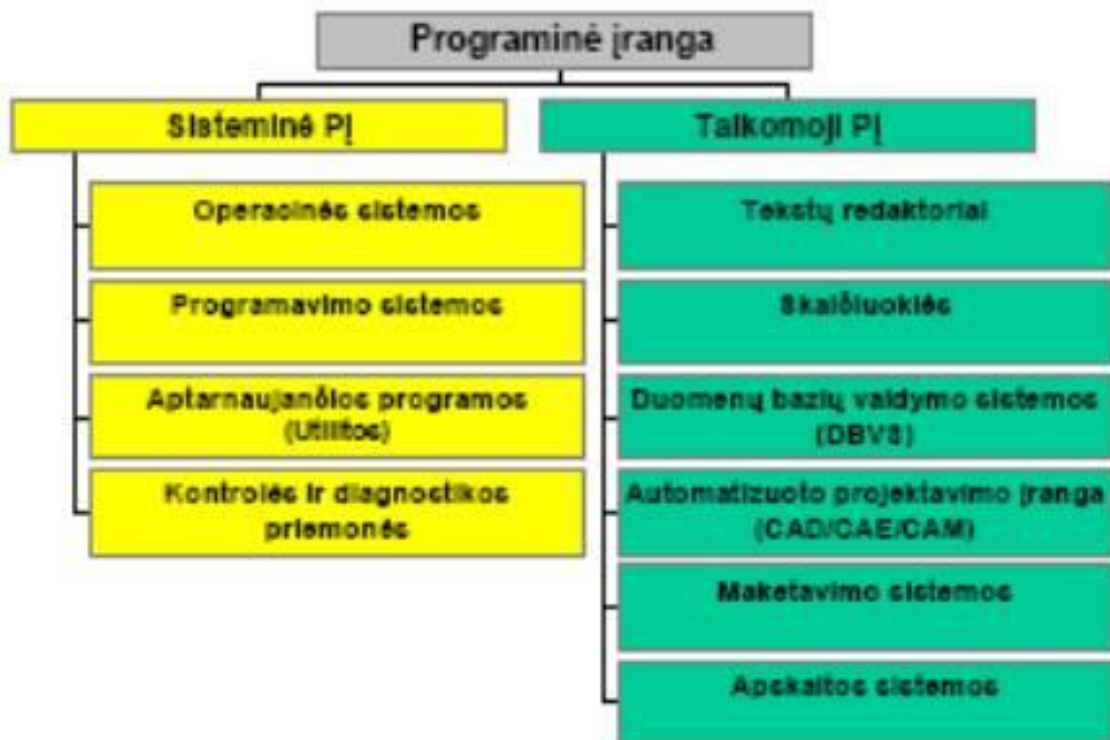 Programinė įranga
Sisteminė PĮ
Taikomoji PĮ
Operacinės sistemos
Programavimo sistemos
Aptarnaujančios programos
(Utilitos)
Kontrolės ir diagnostikos
priemonės
Tekstų redaktoriai
Skaičiuoklės
Duomenų bazių valdymo sistemos
(DBVS)
Automatizuoto projektavimo įranga
(CAD/CAE/CAM)
Maketavimo sistemos
Apskaitos sistemos